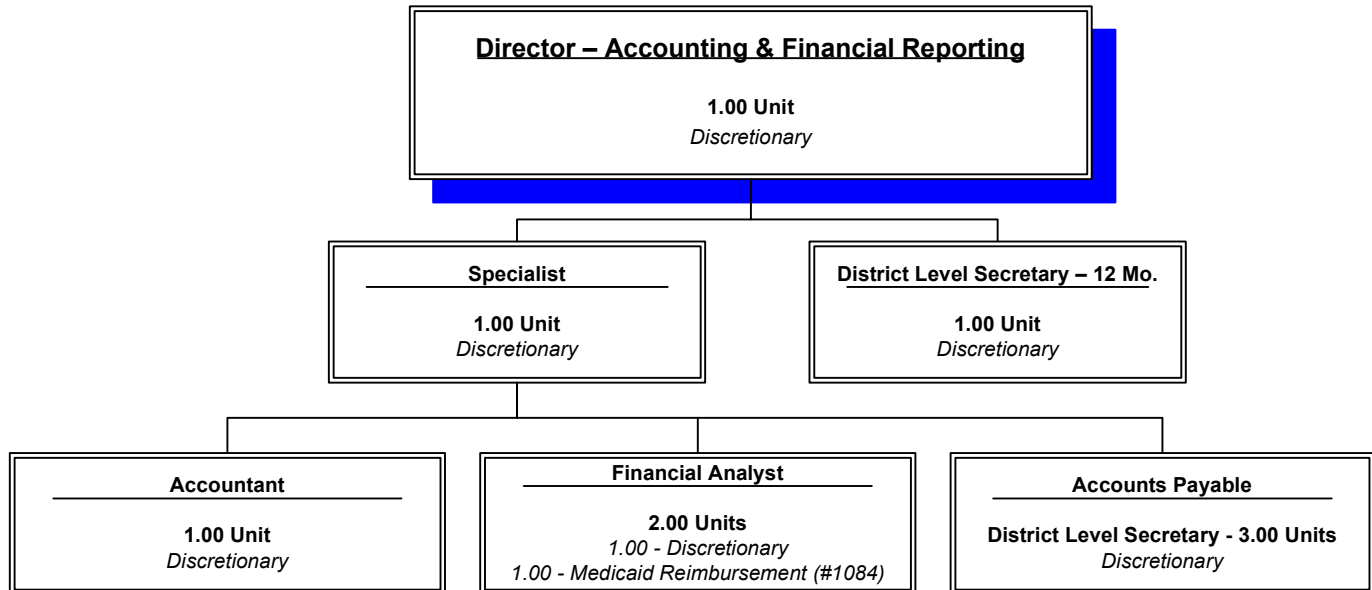 Director – Accounting & Financial Reporting
1.00 Unit
Discretionary
Specialist
1.00 Unit
Discretionary
District Level Secretary – 12 Mo.
1.00 Unit
Discretionary
Accountant
1.00 Unit
Discretionary
Financial Analyst
2.00 Units
1.00 - Discretionary
1.00 - Medicaid Reimbursement (#1084)
Accounts Payable
District Level Secretary - 3.00 Units
Discretionary